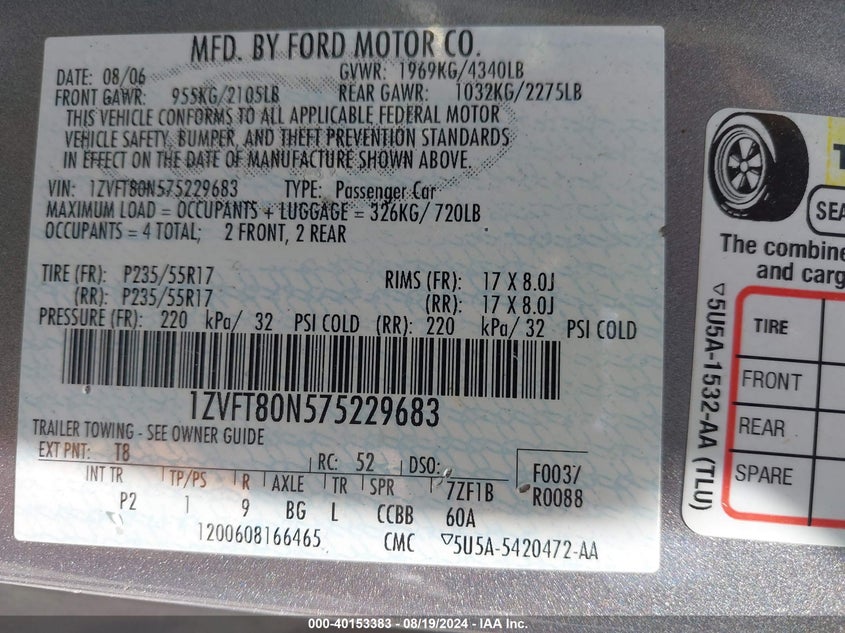 MFD. BY FORD MOTOR CO.
DATE: 08/06 GVWR: 1969KG/4340LB
FRONT GAWR: 955KG/2105LB REAR GAWR: 1032KG/2275LB
THIS VEHICLE CONFORMS TO ALL APPLICABLE FEDERAL MOTOR
VEHICLE SAFETY, BUMPER, AND THEFT PREVENTION STANDARDS
IN EFFECT ON THE DATE OF MANUFACTURE SHOWN ABOVE.
VIN: 1ZVFT80N575229683 TYPE: Passenger Car
MAXIMUM LOAD = OCCUPANTS + LUGGAGE = 326KG/ 720LB
OCCUPANTS = 4 TOTAL; 2 FRONT, 2 REAR
TIRE (FR): P235/55R17 RIMS (FR): 17 X 8.0J
(RR): P235/55R17 (RR): 17 X 8.0J
PRESSURE (FR): 220 kPa/ 32 PSI COLD (RR): 220 kPa/ 32 PSI COLD
1ZVFT80N575229683
TRAILER TOWING - SEE OWNER GUIDE
EXT PNT: T8 RC: 52 DSO: F003/
INT TR TP/PS R AXLE TR SPR 7ZF1B R0088
P2 1 9 BG L CCBB 60A
1200608166465 CMC ▽5U5A-5420472-AA
SEA
The combine
and carg
TIRE
FRONT
REAR
SPARE
▽5U5A-1532-AA (TLU)
000-40153383 - 08/19/2024 - IAA Inc.